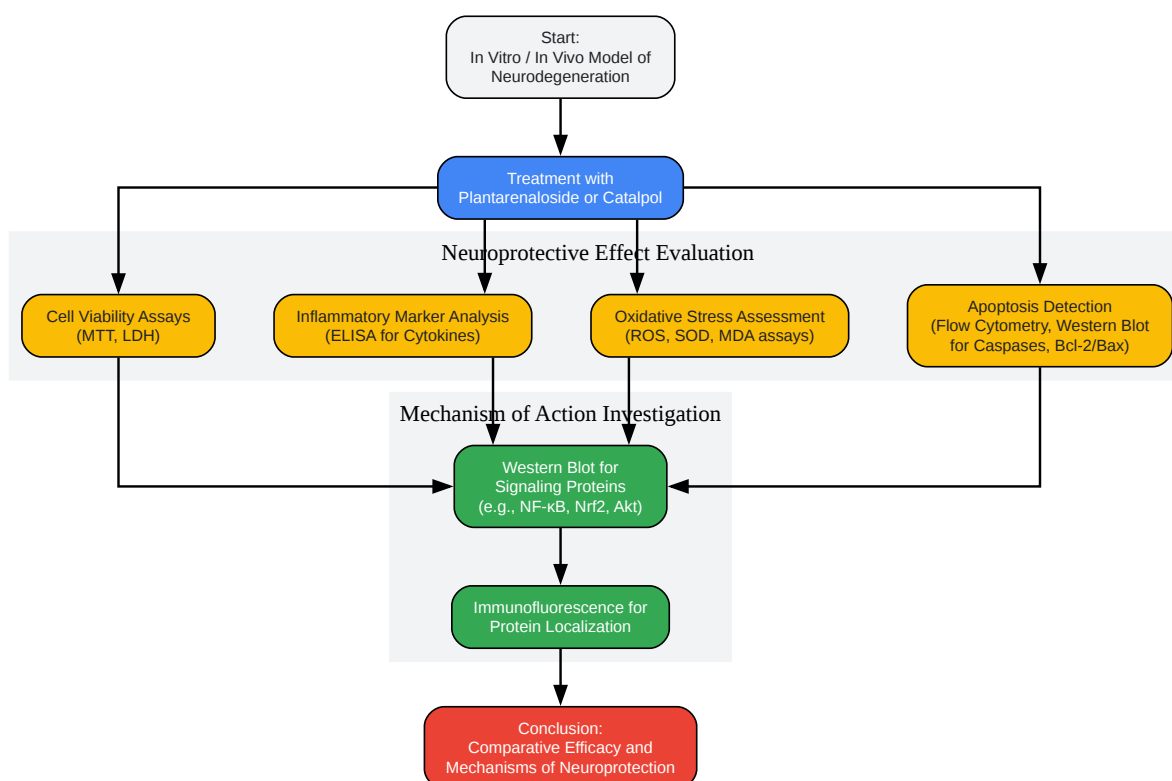 Start:
In Vitro / In Vivo Model of
Neurodegeneration
Treatment with
Plantarenaloside or Catalpol
Neuroprotective Effect Evaluation
Cell Viability Assays
(MTT, LDH)
Inflammatory Marker Analysis
(ELISA for Cytokines)
Oxidative Stress Assessment
(ROS, SOD, MDA assays)
Apoptosis Detection
(Flow Cytometry, Western Blot
for Caspases, Bcl-2/Bax)
Mechanism of Action Investigation
Western Blot for
Signaling Proteins
(e.g., NF-κB, Nrf2, Akt)
Immunofluorescence for
Protein Localization
Conclusion:
Comparative Efficacy and
Mechanisms of Neuroprotection